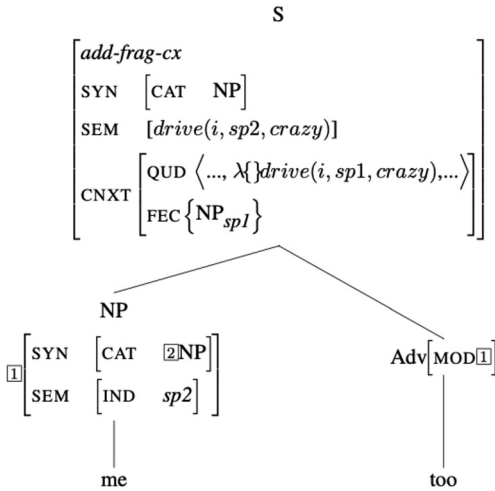 S
add-frag-cx
SYN [CAT NP]
SEM [drive(i, sp2, crazy)]
CNXT [QUD ⟨..., λ{}drive(i, sp1, crazy),...⟩
FEC {NP_sp1}]
NP
1 [SYN [CAT 2NP]
SEM [IND sp2]]
Adv[MOD 1]
me too